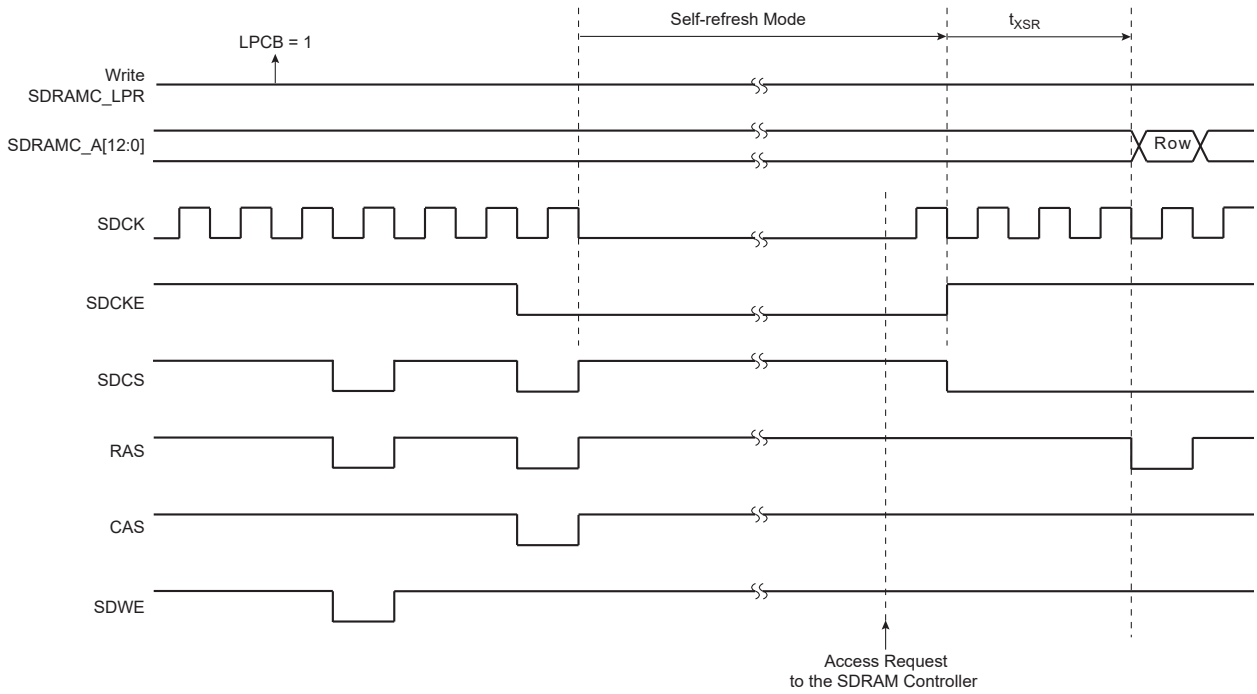 Self-refresh Mode
tXSR
LPCB = 1
Write
SDRAMC_LPR
SDRAMC_A[12:0]
Row
SDCK
SDCKE
SDCS
RAS
CAS
SDWE
Access Request
to the SDRAM Controller